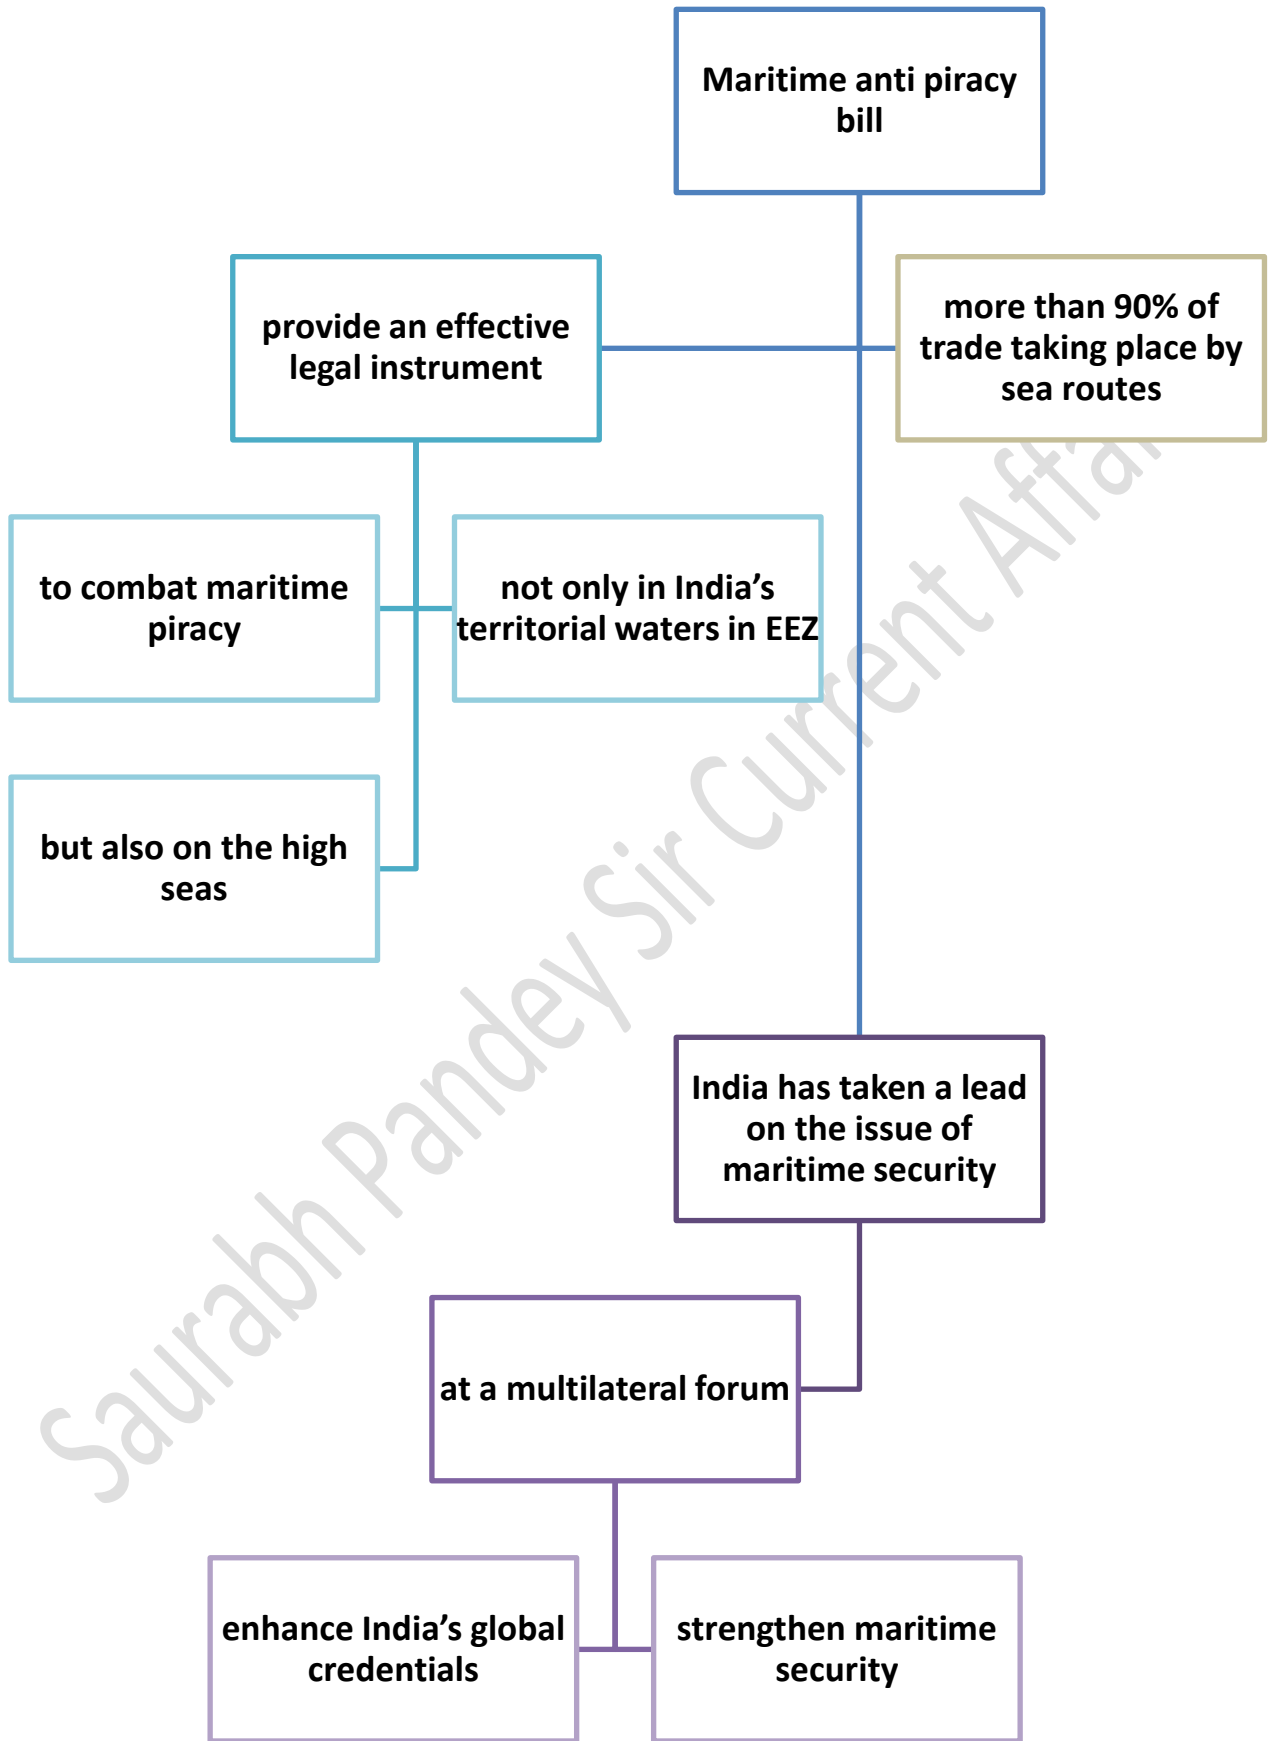 Maritime anti piracy
bill
provide an effective
legal instrument
more than 90% of
trade taking place by
sea routes
to combat maritime
piracy
not only in India’s
territorial waters in EEZ
but also on the high
seas
India has taken a lead
on the issue of
maritime security
at a multilateral forum
enhance India’s global
credentials
strengthen maritime
security
Saurabh Pandey Sir Current Affa